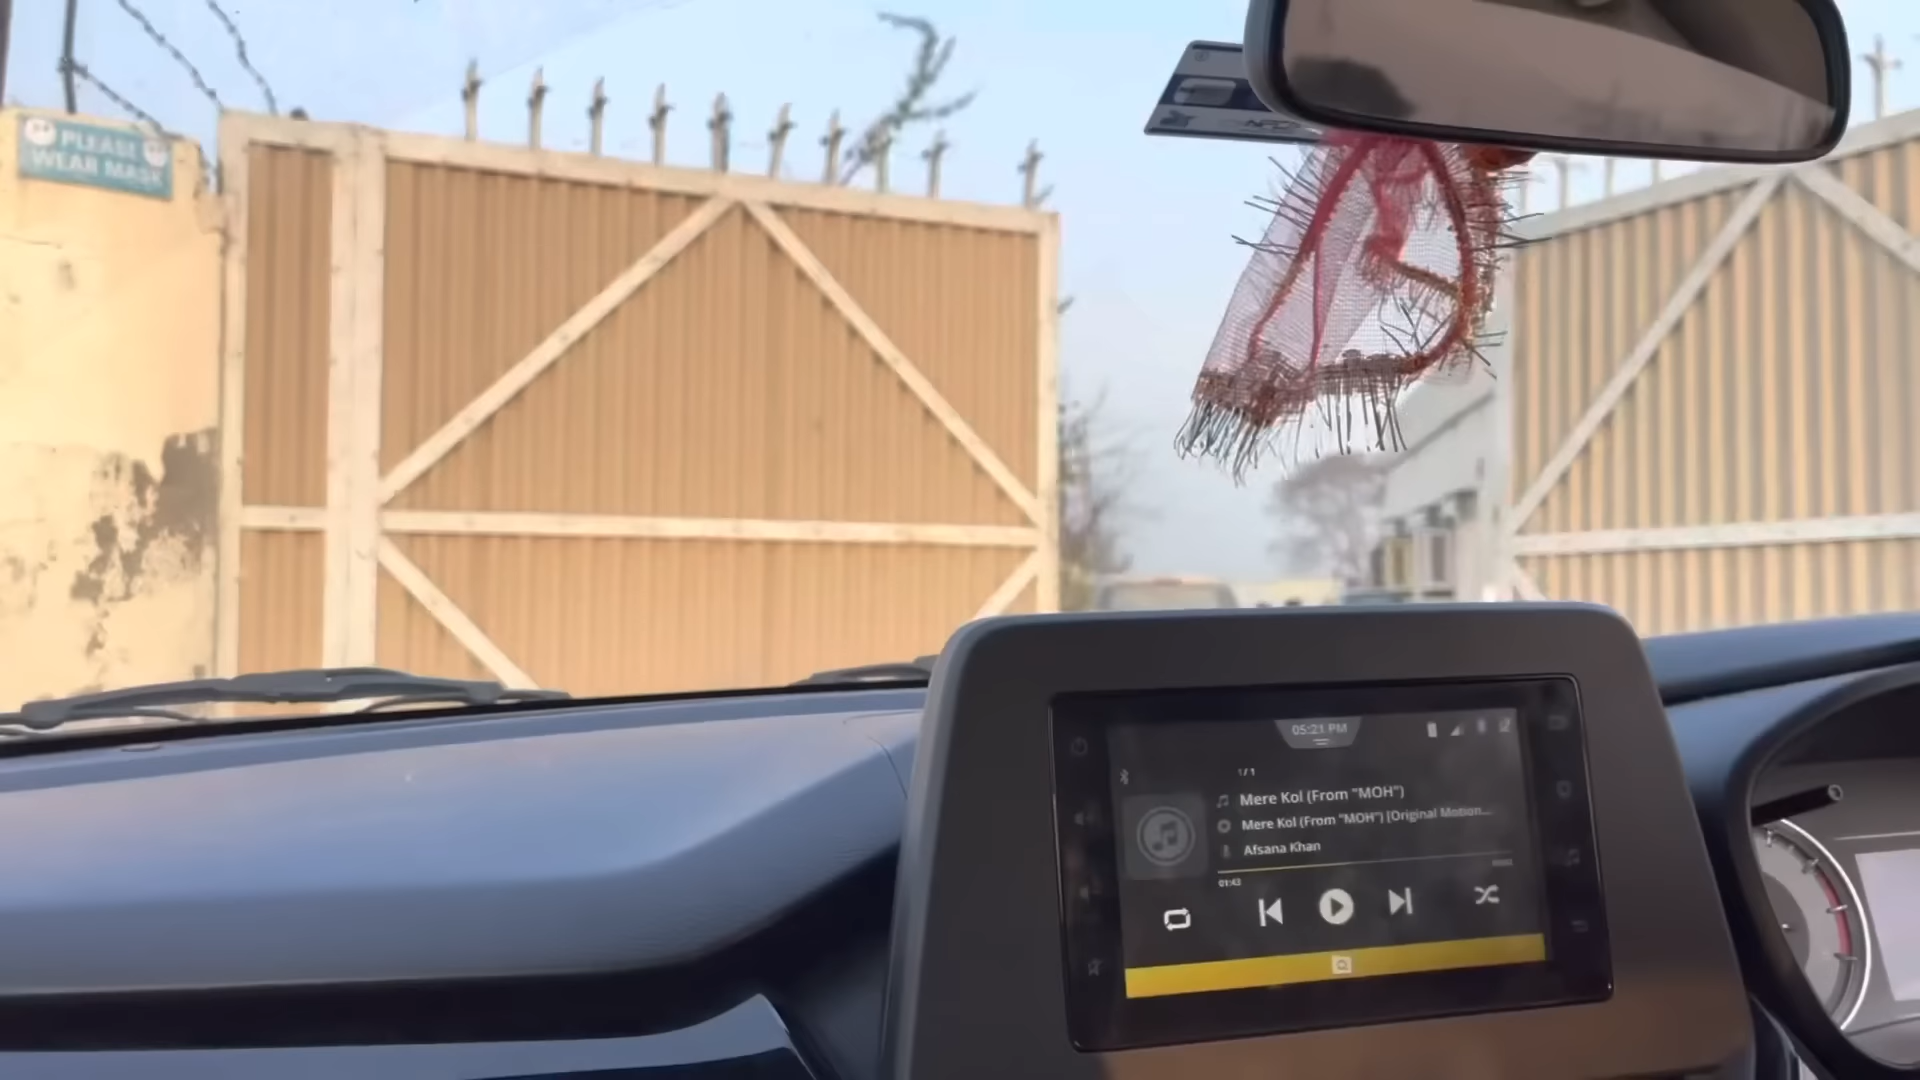 PLEASE
WEAR MASK
05:21 PM
1/1
Mere Kol (From "MOH")
Mere Kol (From "MOH") [Original Motion...
Afsana Khan
01:43